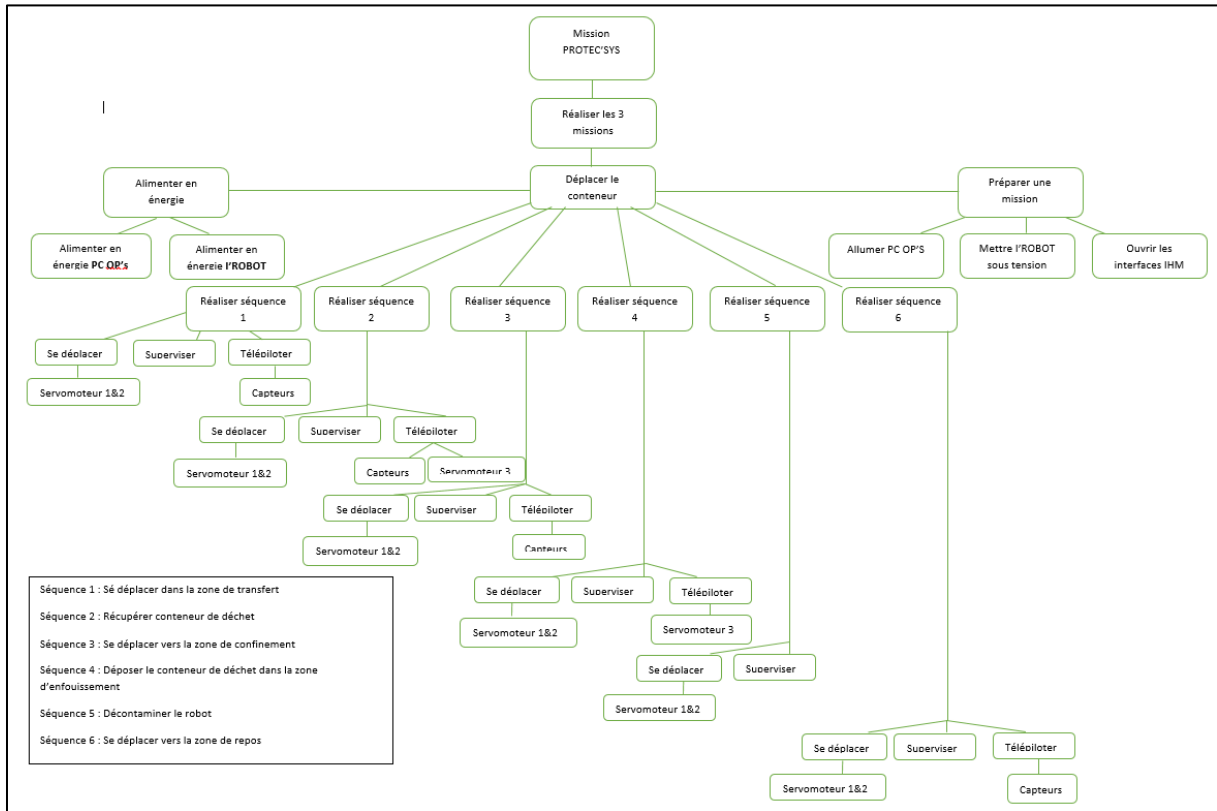 Mission
PROTEC'SYS
Réaliser les 3
missions
Alimenter en
énergie
Déplacer le
conteneur
Préparer une
mission
Alimenter en
énergie PC OP's
Alimenter en
énergie l'ROBOT
Allumer PC OP'S
Mettre l'ROBOT
sous tension
Ouvrir les
interfaces IHM
Réaliser séquence
1
Réaliser séquence
2
Réaliser séquence
3
Réaliser séquence
4
Réaliser séquence
5
Réaliser séquence
6
Se déplacer
Superviser
Télépiloter
Servomoteur 1&2
Capteurs
Se déplacer
Superviser
Télépiloter
Servomoteur 1&2
Capteurs
Servomoteur 3
Se déplacer
Superviser
Télépiloter
Servomoteur 1&2
Capteurs
Se déplacer
Superviser
Télépiloter
Servomoteur 1&2
Servomoteur 3
Se déplacer
Superviser
Servomoteur 1&2
Se déplacer
Superviser
Télépiloter
Servomoteur 1&2
Capteurs
Séquence 1 : Sé déplacer dans la zone de transfert
Séquence 2 : Récupérer conteneur de déchet
Séquence 3 : Se déplacer vers la zone de confinement
Séquence 4 : Déposer le conteneur de déchet dans la zone
d'enfouissement
Séquence 5 : Décontaminer le robot
Séquence 6 : Se déplacer vers la zone de repos